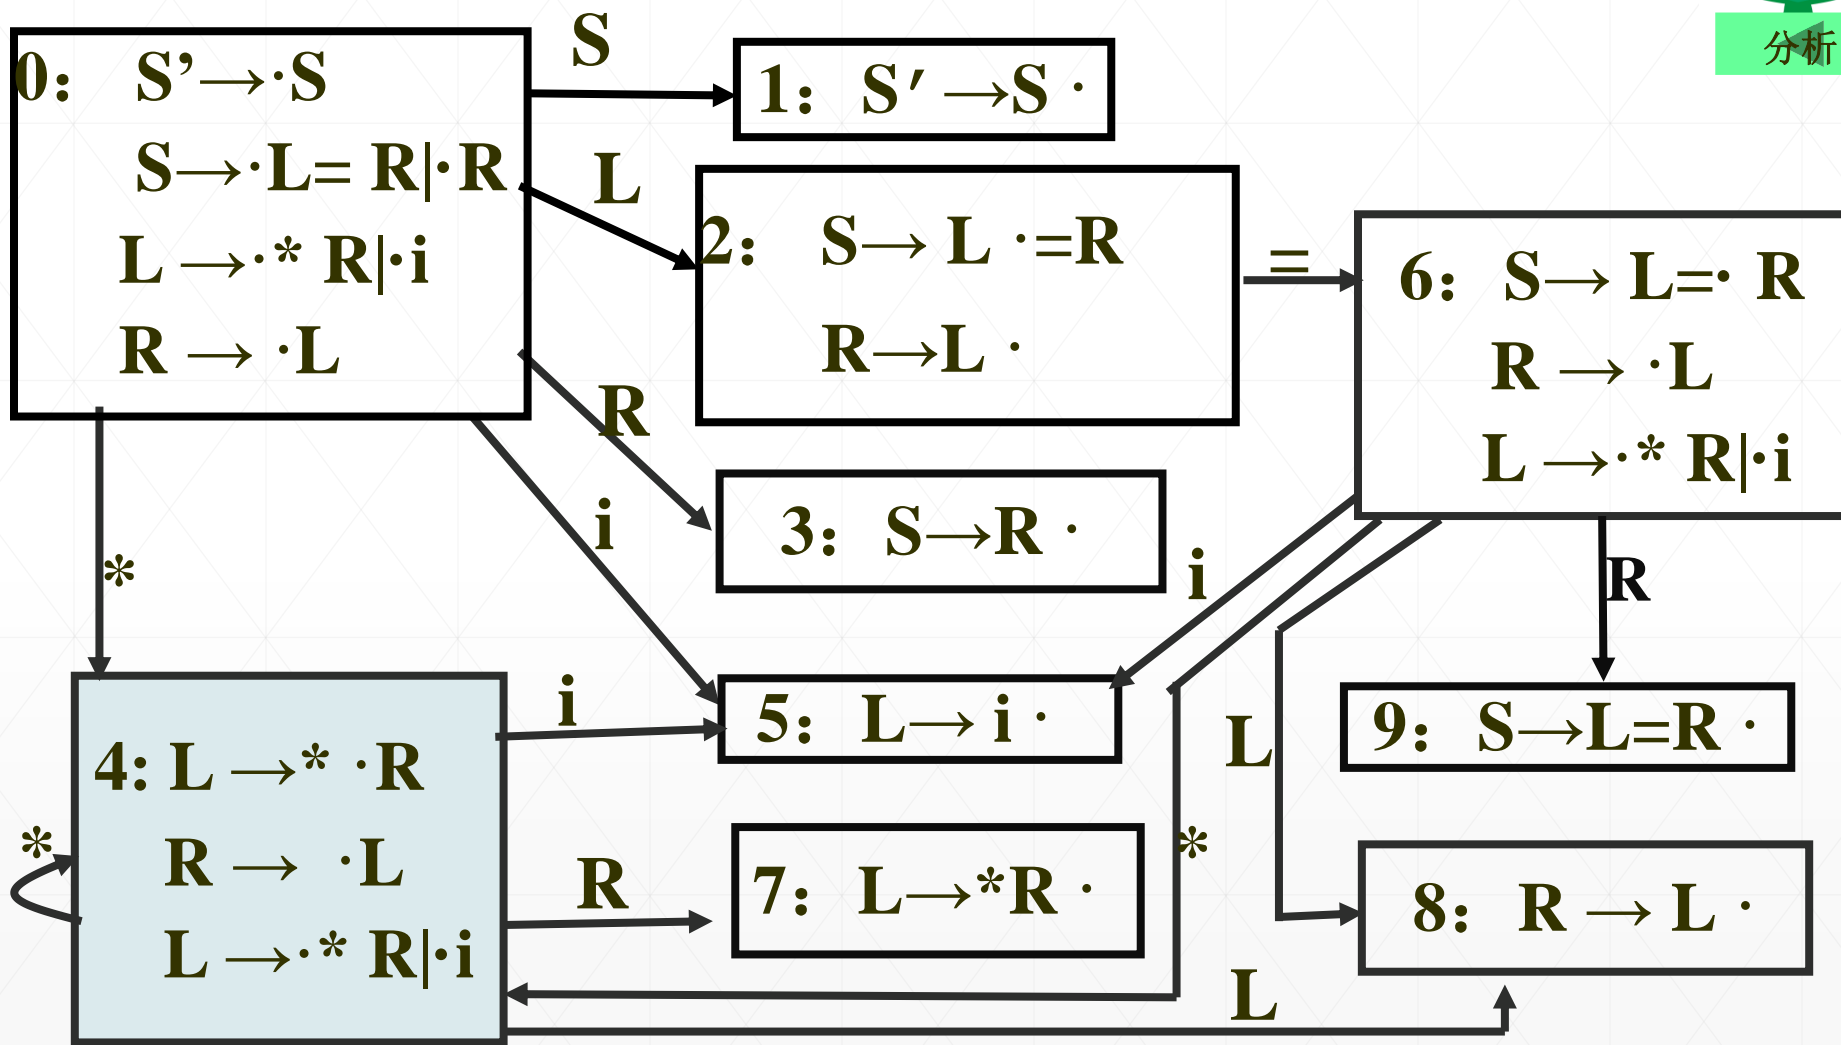 分析
0： S’→·S
S→·L= R|·R
L →·* R|·i
R → ·L
S
1： S′→S ·
L
2： S→ L ·=R
R→L ·
=
6： S→ L=· R
R → ·L
L →·* R|·i
R
3： S→R ·
i
*
i
R
i
5： L→ i ·
L
9： S→L=R ·
4: L →* ·R
R → ·L
L →·* R|·i
*
R
7： L→*R ·
*
8： R → L ·
L